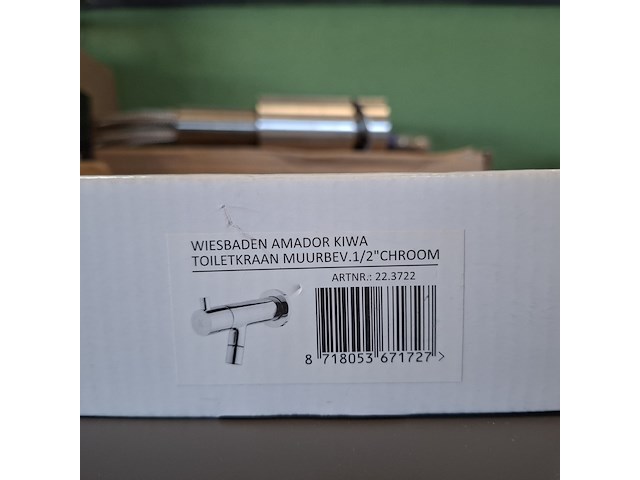 WIESBADEN AMADOR KIWA
TOILETKRAAN MUURBEV.1/2"CHROOM
ARTNR.: 22.3722
8 718053 671727 >